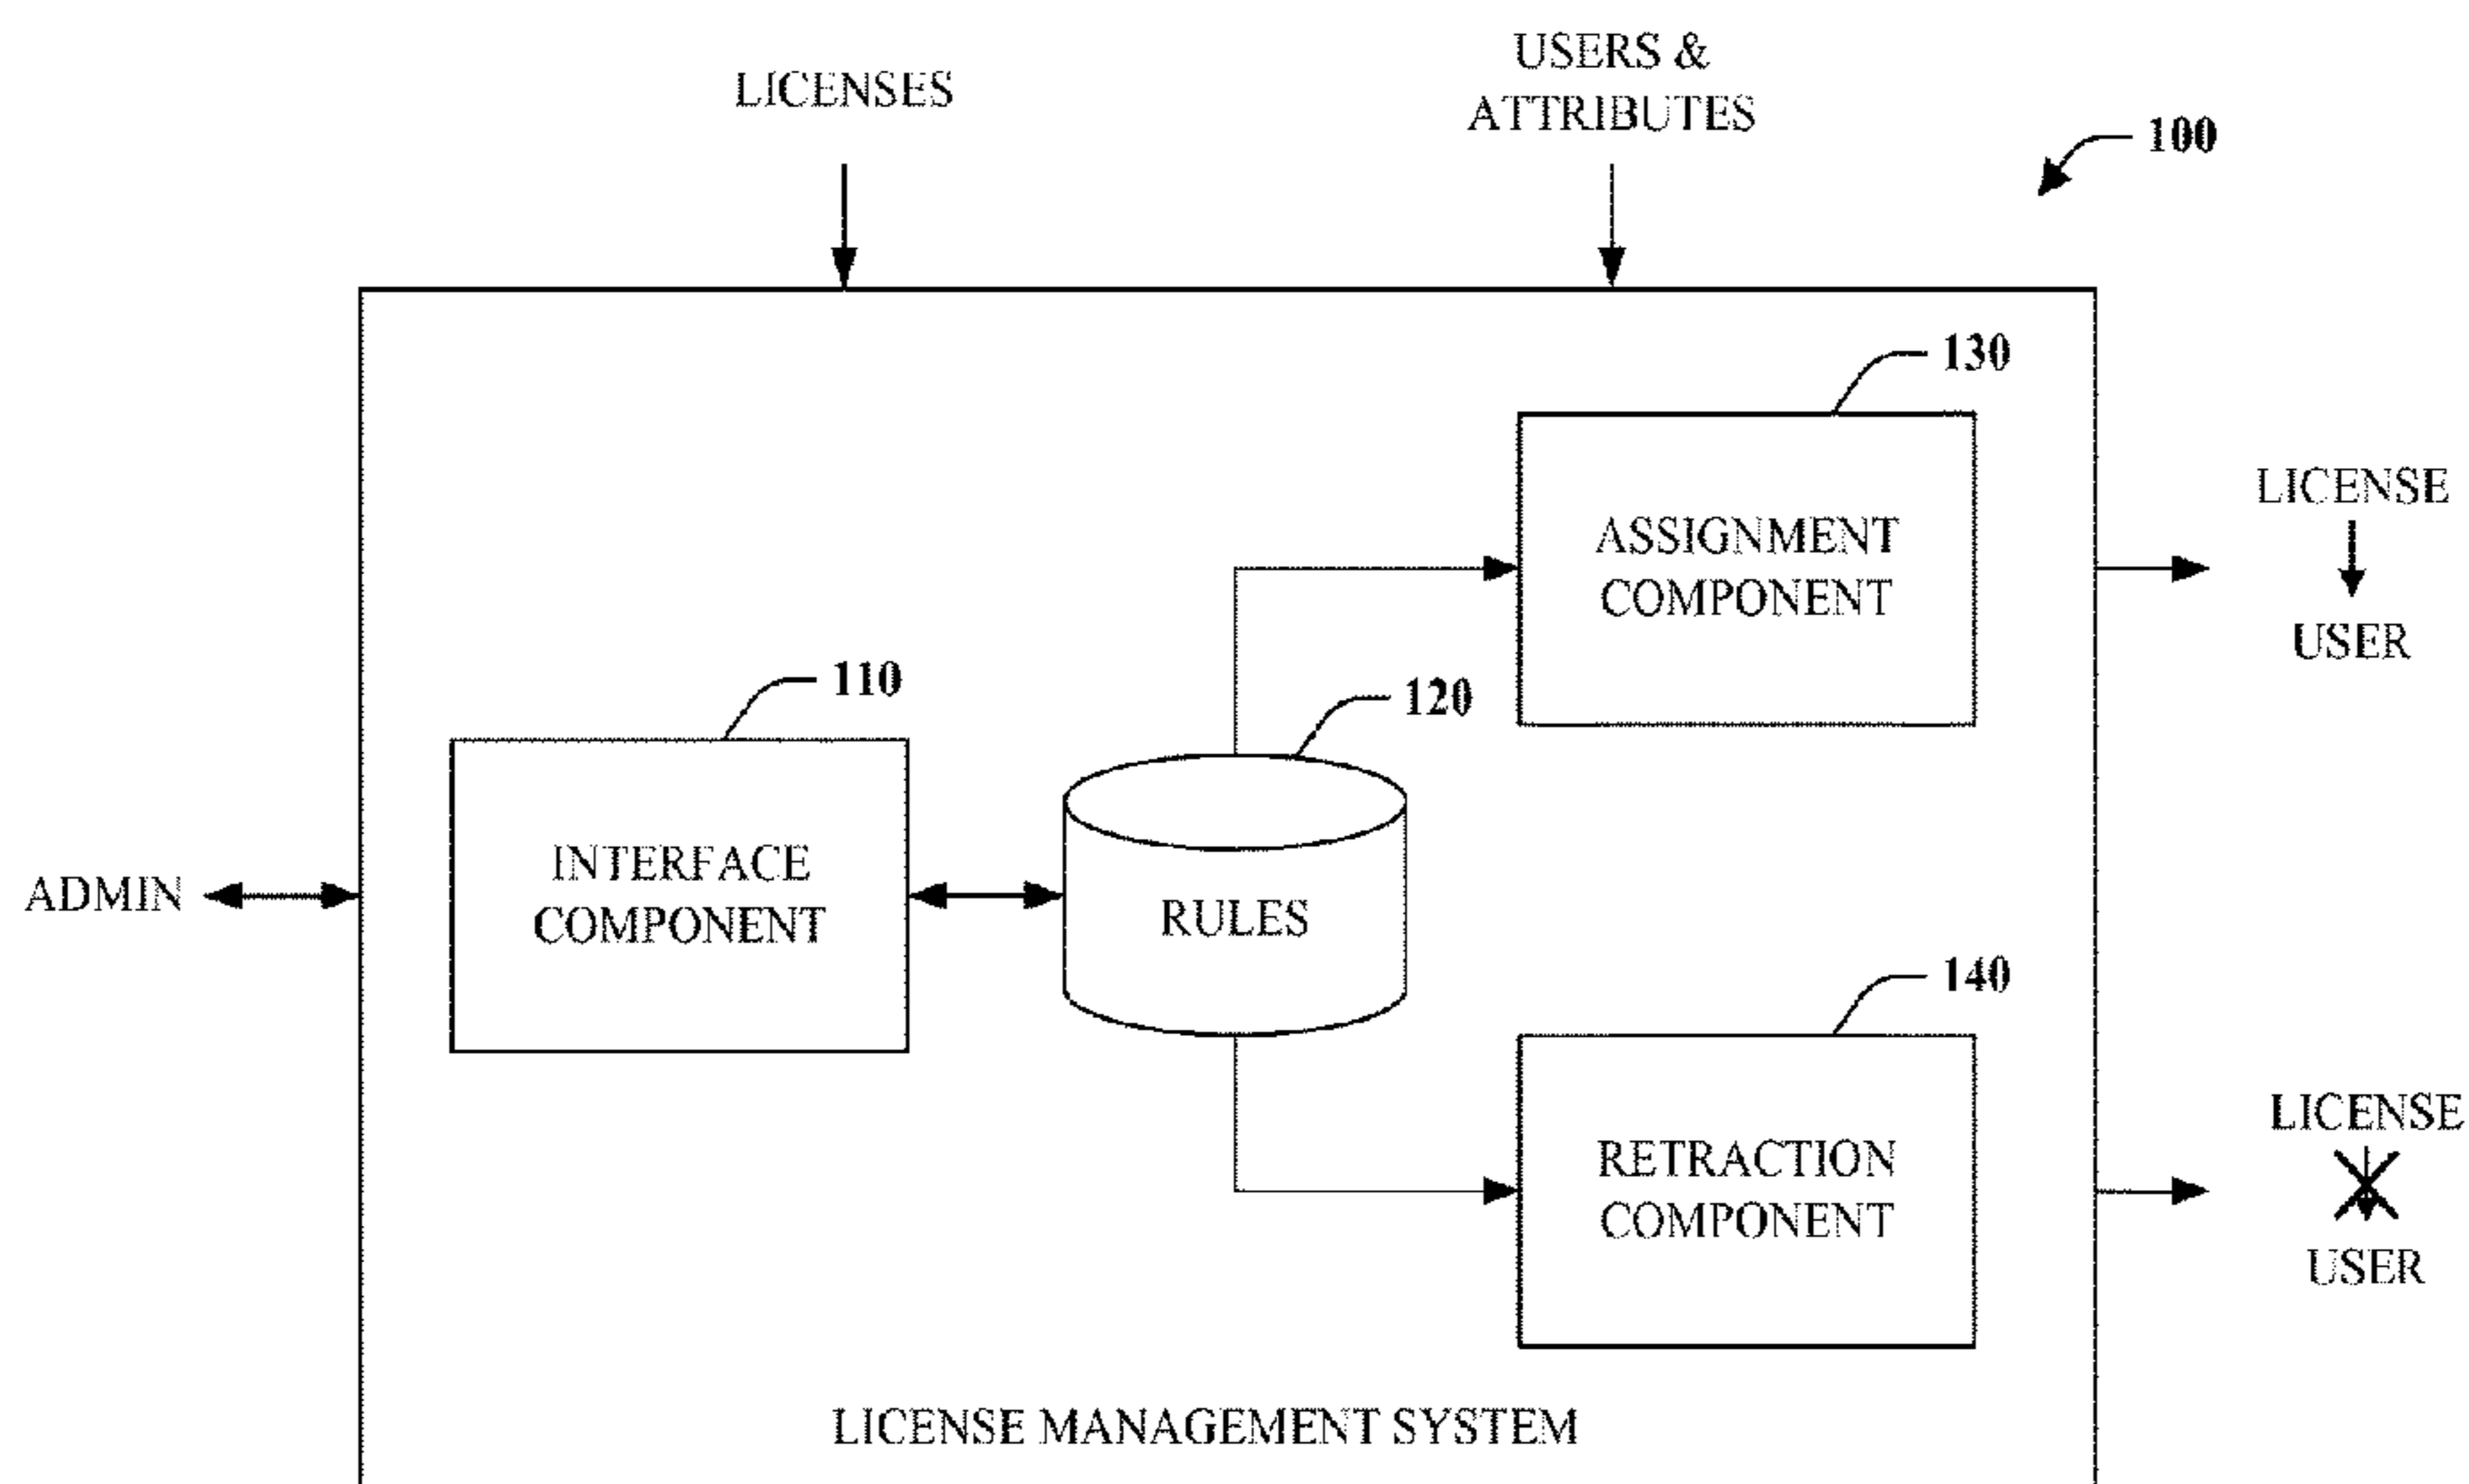 LICENSES
USERS &
ATTRIBUTES
100
130
ASSIGNMENT
COMPONENT
LICENSE
USER
110
120
INTERFACE
COMPONENT
RULES
ADMIN
140
RETRACTION
COMPONENT
LICENSE
USER
LICENSE MANAGEMENT SYSTEM